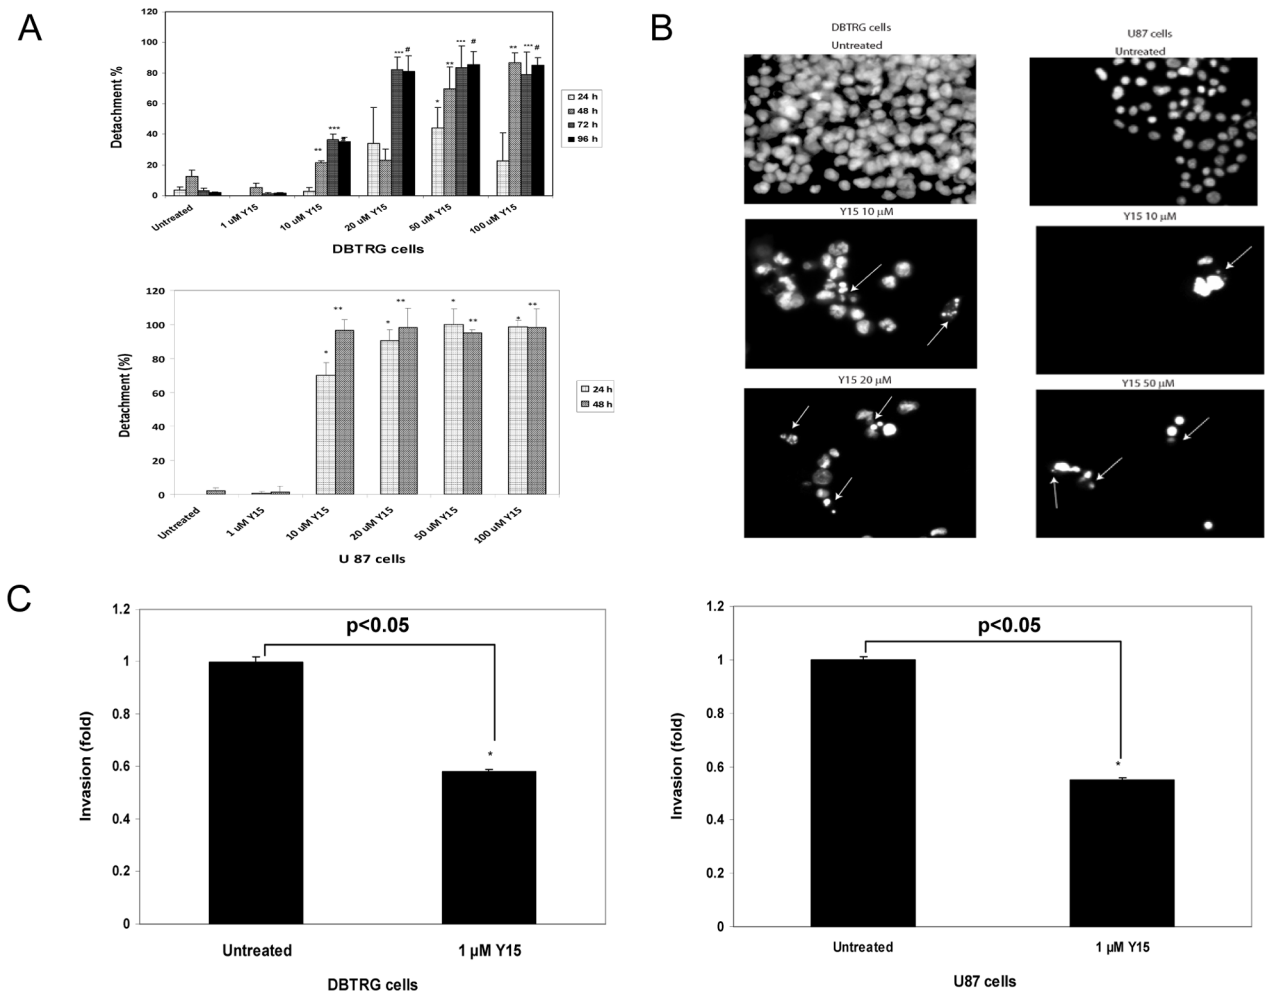 A
120
100
80
60
40
20
0
Detachment %
** ***
*** #
* ** *** #
** *** #
24 h
48 h
72 h
96 h
Untreated
1 uM Y15
10 uM Y15
20 uM Y15
50 uM Y15
100 uM Y15
DBTRG cells
120
100
80
60
40
20
0
Detachment (%)
* **
* **
* **
* **
24 h
48 h
Untreated
1 uM Y15
10 uM Y15
20 uM Y15
50 uM Y15
100 uM Y15
U 87 cells
B
DBTRG cells
Untreated
U87 cells
Untreated
Y15 10 µM
Y15 10 µM
Y15 20 µM
Y15 50 µM
C
1.2
1
0.8
0.6
0.4
0.2
0
Invasion (fold)
p<0.05
*
Untreated
1 µM Y15
DBTRG cells
1.2
1
0.8
0.6
0.4
0.2
0
Invasion (fold)
p<0.05
*
Untreated
1 µM Y15
U87 cells